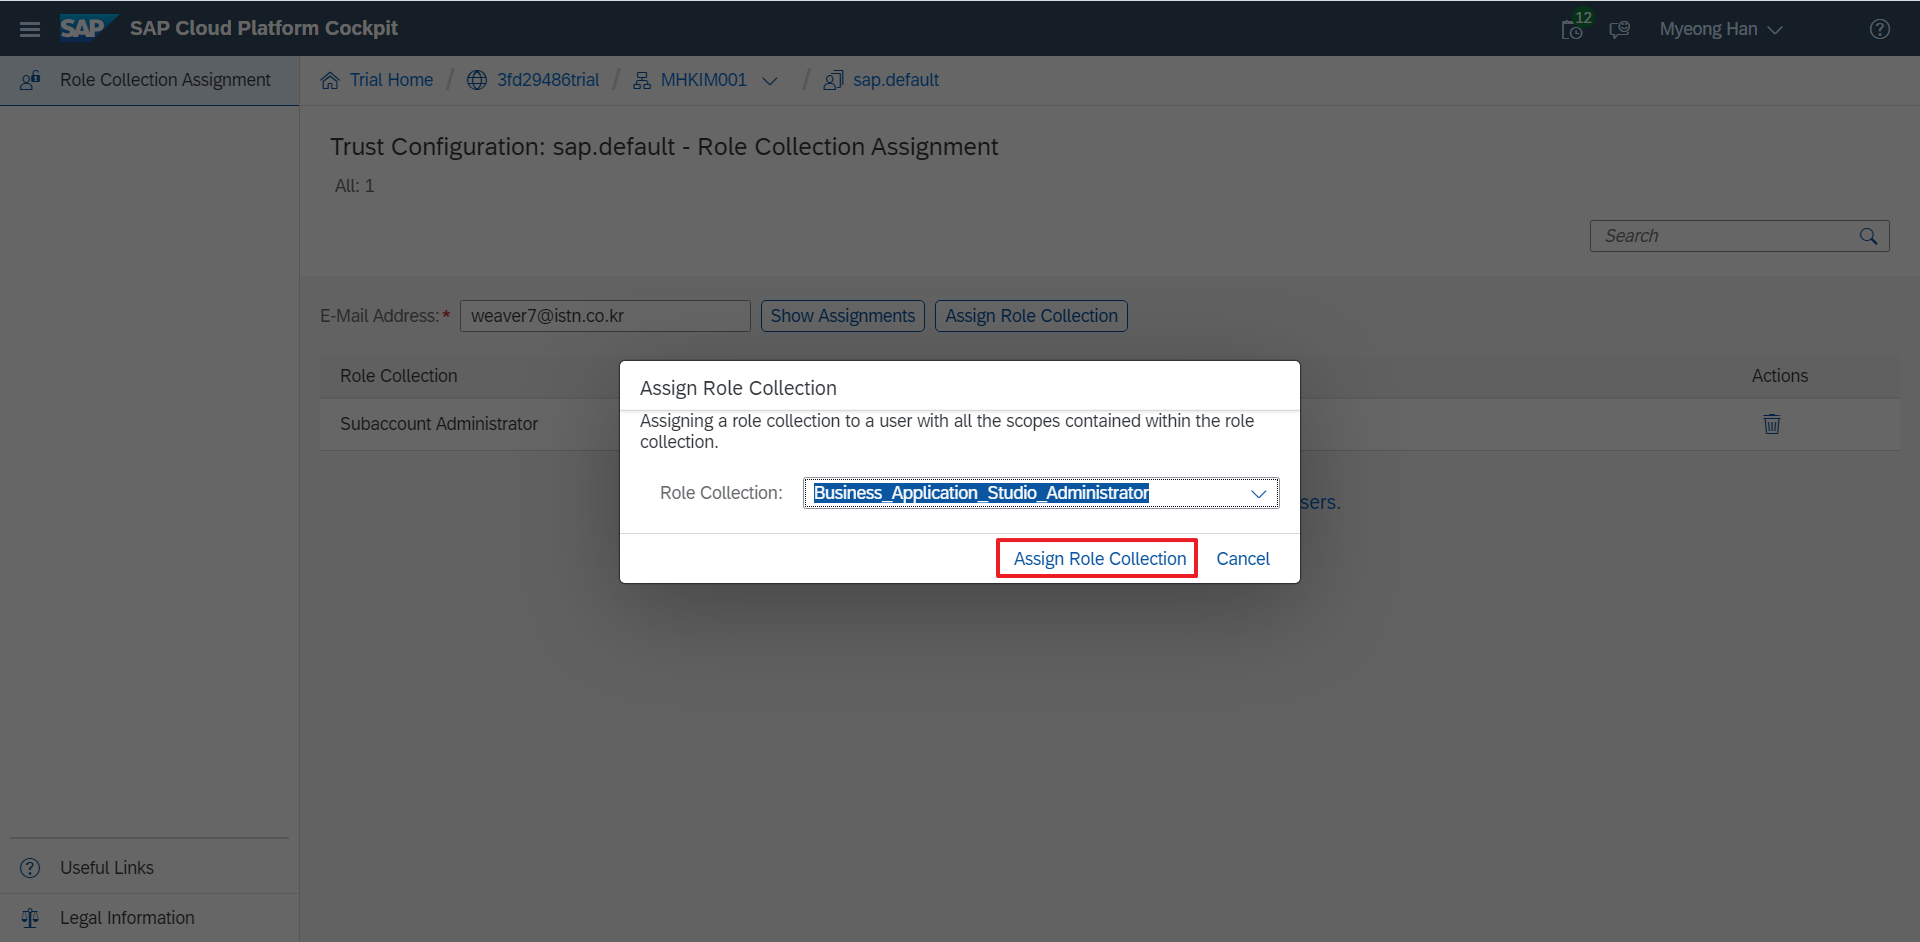 SAP SAP Cloud Platform Cockpit 12 Myeong Han
Role Collection Assignment
Trial Home / 3fd29486trial / MHKIM001 / sap.default
Trust Configuration: sap.default - Role Collection Assignment
All: 1
Search
E-Mail Address:* weaver7@istn.co.kr Show Assignments Assign Role Collection
Role Collection Actions
Subaccount Administrator
Assign Role Collection
Assigning a role collection to a user with all the scopes contained within the role
collection.
Role Collection: Business_Application_Studio_Administrator
sers.
Assign Role Collection Cancel
Useful Links
Legal Information